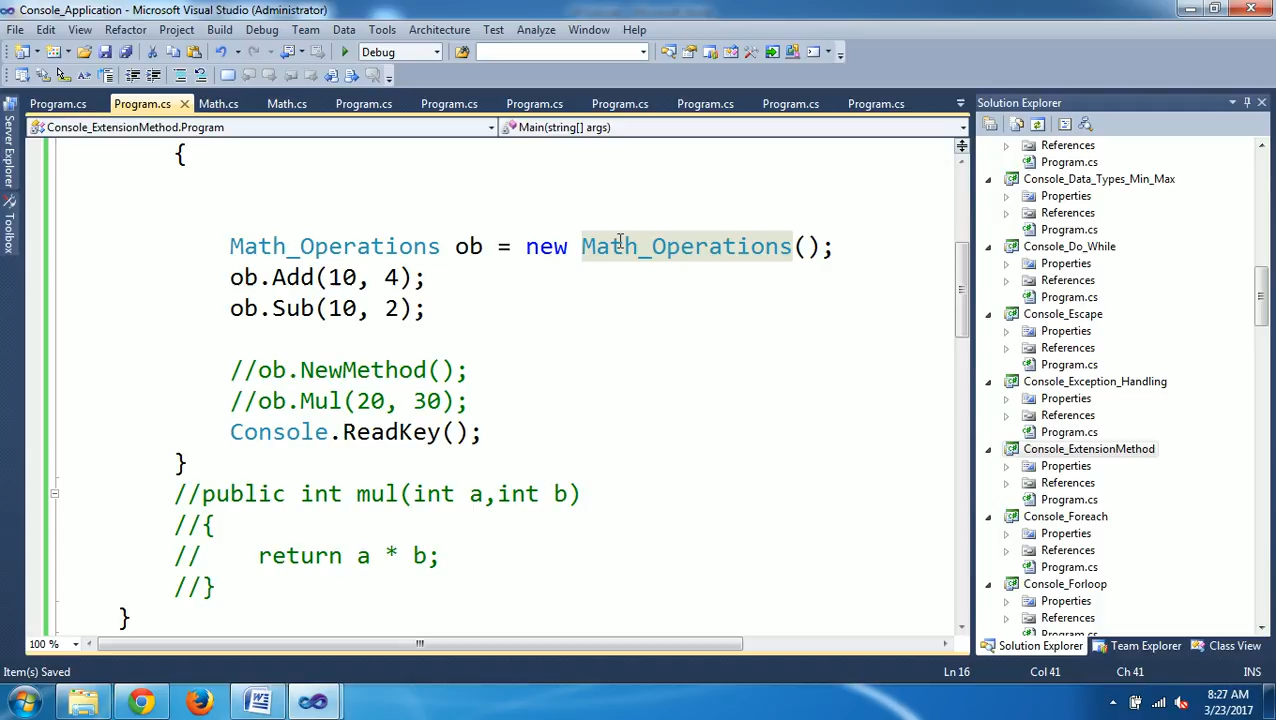 Console_Application - Microsoft Visual Studio (Administrator)
File Edit View Refactor Project Build Debug Team Data Tools Architecture Test Analyze Window Help
Debug
Program.cs Program.cs Math.cs Math.cs Program.cs Program.cs Program.cs Program.cs Program.cs Program.cs Program.cs
Console_ExtensionMethod.Program Main(string[] args)
Server Explorer
Toolbox
{
Math_Operations ob = new Math_Operations();
ob.Add(10, 4);
ob.Sub(10, 2);
//ob.NewMethod();
//ob.Mul(20, 30);
Console.ReadKey();
}
//public int mul(int a,int b)
//{
// return a * b;
//}
}
100 %
Solution Explorer
References
Program.cs
Console_Data_Types_Min_Max
Properties
References
Program.cs
Console_Do_While
Properties
References
Program.cs
Console_Escape
Properties
References
Program.cs
Console_Exception_Handling
Properties
References
Program.cs
Console_ExtensionMethod
Properties
References
Program.cs
Console_Foreach
Properties
References
Program.cs
Console_Forloop
Properties
References
Program.cs
Solution Explorer Team Explorer Class View
Item(s) Saved Ln 16 Col 41 Ch 41 INS
8:27 AM
3/23/2017